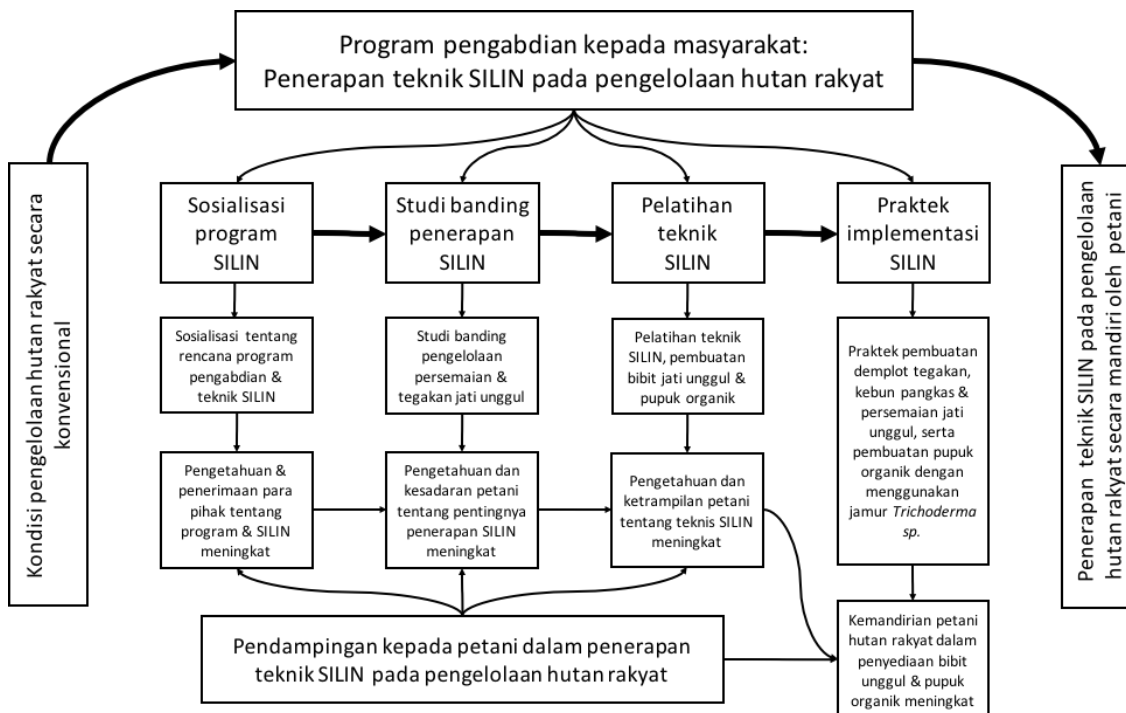 Program pengabdian kepada masyarakat:
Penerapan teknik SILIN pada pengelolaan hutan rakyat
Kondisi pengelolaan hutan rakyat secara
konvensional
Sosialisasi
program
SILIN
Studi banding
penerapan
SILIN
Pelatihan
teknik
SILIN
Praktek
implementasi
SILIN
Sosialisasi tentang
rencana program
pengabdian &
teknik SILIN
Studi banding
pengelolaan
persemaian &
tegakan jati unggul
Pelatihan teknik
SILIN, pembuatan
bibit jati unggul &
pupuk organik
Praktek pembuatan
demplot tegakan,
kebun pangkas &
persemaian jati
unggul, serta
pembuatan pupuk
organik dengan
menggunakan
jamur Trichoderma
sp.
Pengetahuan &
penerimaan para
pihak tentang
program & SILIN
meningkat
Pengetahuan dan
kesadaran petani
tentang pentingnya
penerapan SILIN
meningkat
Pengetahuan dan
ketrampilan petani
tentang teknis SILIN
meningkat
Kemandirian petani
hutan rakyat dalam
penyediaan bibit
unggul & pupuk
organik meningkat
Pendampingan kepada petani dalam penerapan
teknik SILIN pada pengelolaan hutan rakyat
Penerapan teknik SILIN pada pengelolaan
hutan rakyat secara mandiri oleh petani